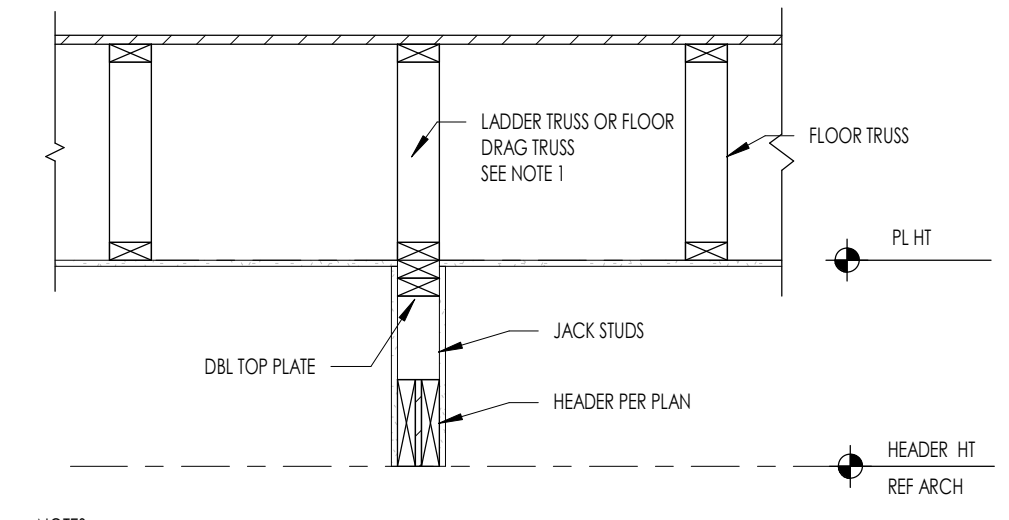 LADDER TRUSS OR FLOOR
DRAG TRUSS
SEE NOTE 1
FLOOR TRUSS
PL HT
JACK STUDS
DBL TOP PLATE
HEADER PER PLAN
HEADER HT
REF ARCH